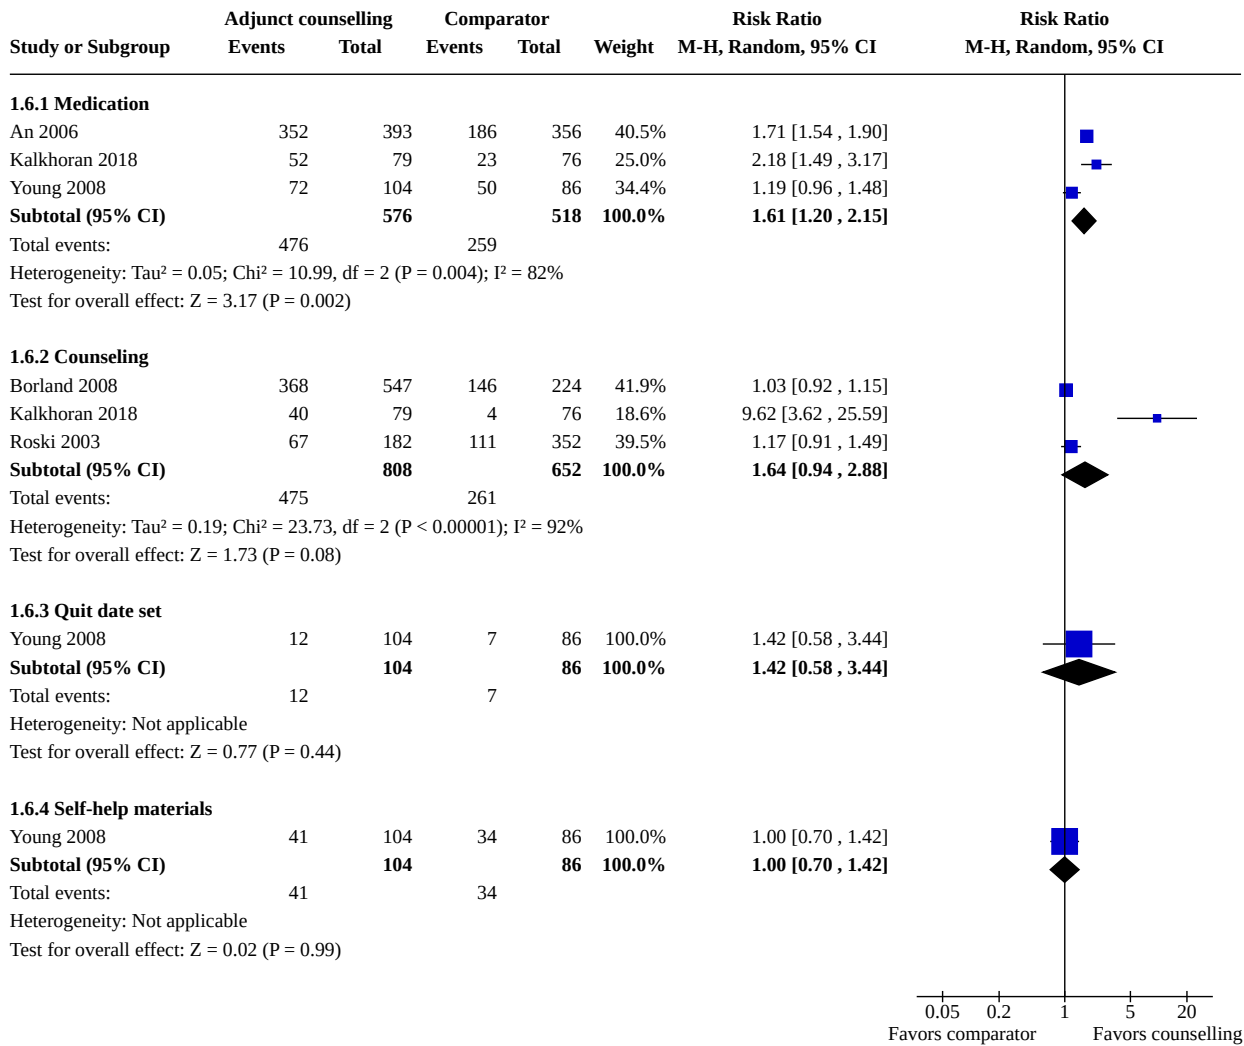 Adjunct counselling Comparator Risk Ratio Risk Ratio
Study or Subgroup Events Total Events Total Weight M-H, Random, 95% CI M-H, Random, 95% CI
1.6.1 Medication
An 2006 352 393 186 356 40.5% 1.71 [1.54 , 1.90]
Kalkhoran 2018 52 79 23 76 25.0% 2.18 [1.49 , 3.17]
Young 2008 72 104 50 86 34.4% 1.19 [0.96 , 1.48]
Subtotal (95% CI) 576 518 100.0% 1.61 [1.20 , 2.15]
Total events: 476 259
Heterogeneity: Tau² = 0.05; Chi² = 10.99, df = 2 (P = 0.004); I² = 82%
Test for overall effect: Z = 3.17 (P = 0.002)
1.6.2 Counseling
Borland 2008 368 547 146 224 41.9% 1.03 [0.92 , 1.15]
Kalkhoran 2018 40 79 4 76 18.6% 9.62 [3.62 , 25.59]
Roski 2003 67 182 111 352 39.5% 1.17 [0.91 , 1.49]
Subtotal (95% CI) 808 652 100.0% 1.64 [0.94 , 2.88]
Total events: 475 261
Heterogeneity: Tau² = 0.19; Chi² = 23.73, df = 2 (P < 0.00001); I² = 92%
Test for overall effect: Z = 1.73 (P = 0.08)
1.6.3 Quit date set
Young 2008 12 104 7 86 100.0% 1.42 [0.58 , 3.44]
Subtotal (95% CI) 104 86 100.0% 1.42 [0.58 , 3.44]
Total events: 12 7
Heterogeneity: Not applicable
Test for overall effect: Z = 0.77 (P = 0.44)
1.6.4 Self-help materials
Young 2008 41 104 34 86 100.0% 1.00 [0.70 , 1.42]
Subtotal (95% CI) 104 86 100.0% 1.00 [0.70 , 1.42]
Total events: 41 34
Heterogeneity: Not applicable
Test for overall effect: Z = 0.02 (P = 0.99)
0.05 0.2 1 5 20
Favors comparator Favors counselling